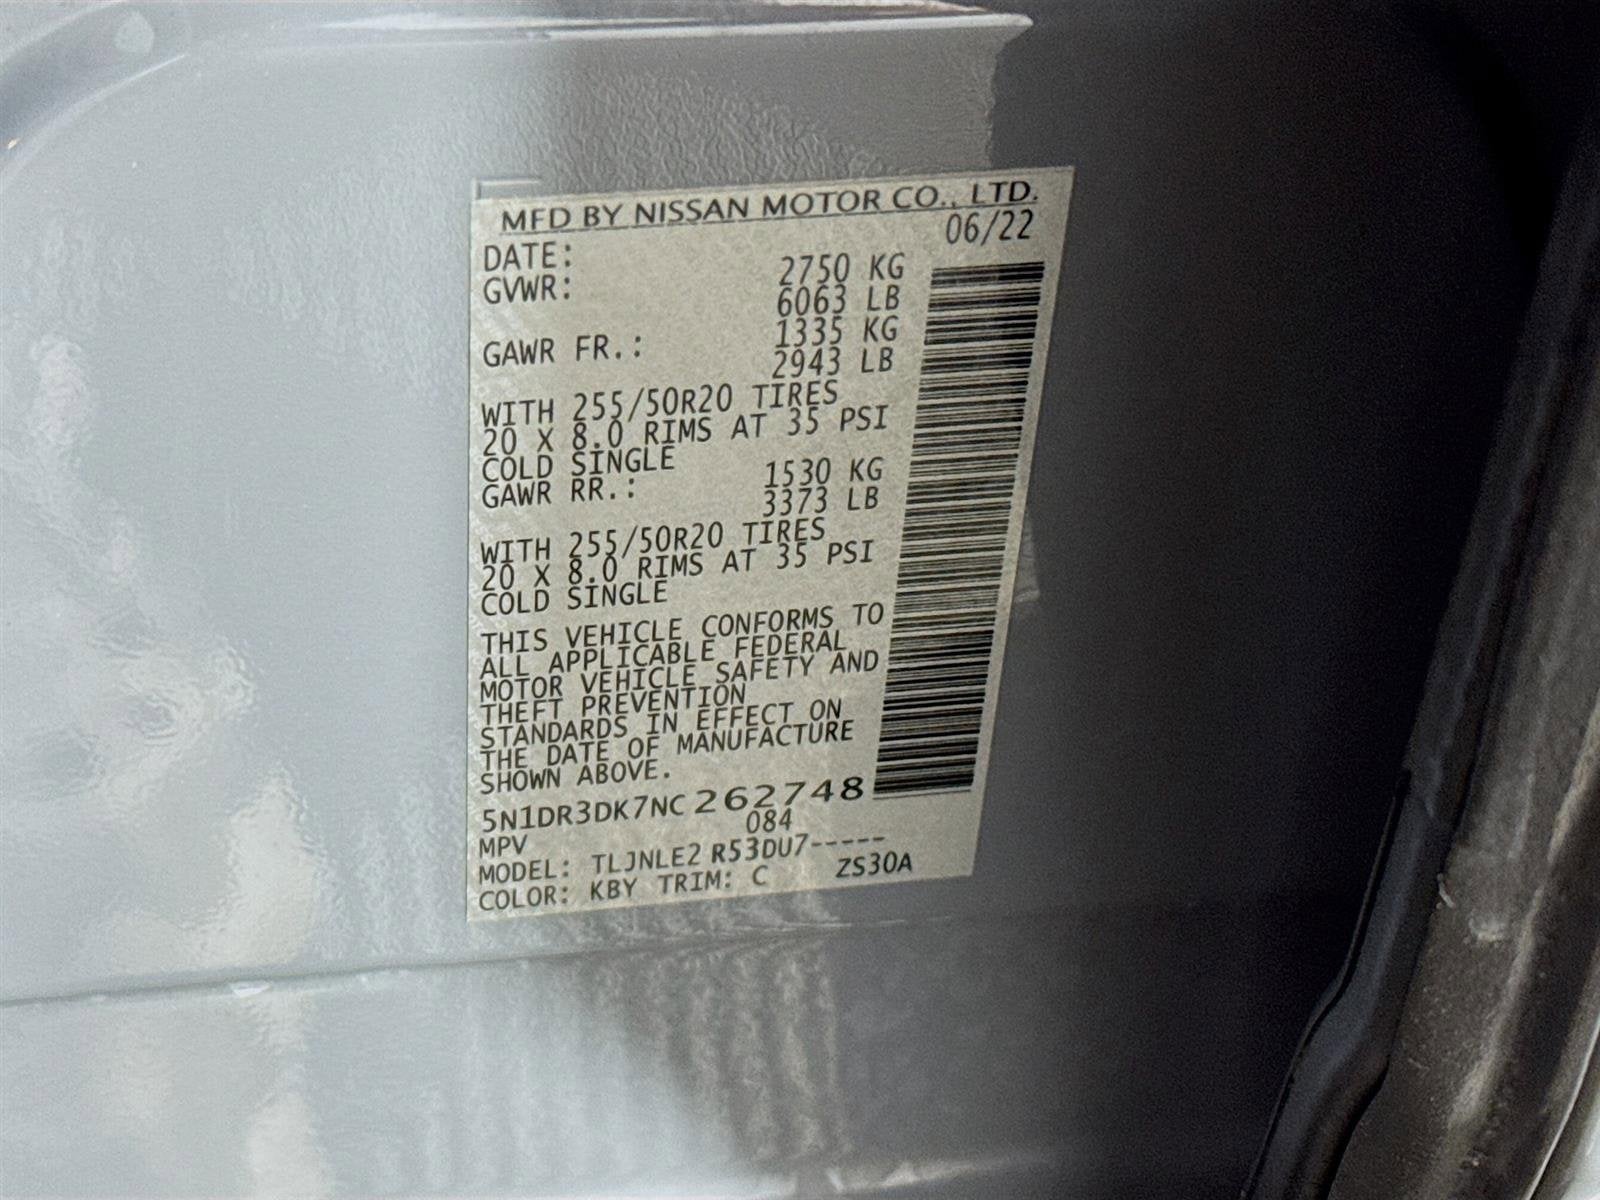 MFD BY NISSAN MOTOR CO., LTD.
DATE: 06/22
GVWR: 2750 KG
6063 LB
GAWR FR.: 1335 KG
2943 LB
WITH 255/50R20 TIRES
20 X 8.0 RIMS AT 35 PSI
COLD SINGLE
GAWR RR.: 1530 KG
3373 LB
WITH 255/50R20 TIRES
20 X 8.0 RIMS AT 35 PSI
COLD SINGLE
THIS VEHICLE CONFORMS TO
ALL APPLICABLE FEDERAL
MOTOR VEHICLE SAFETY AND
THEFT PREVENTION
STANDARDS IN EFFECT ON
THE DATE OF MANUFACTURE
SHOWN ABOVE.
5N1DR3DK7NC262748
MPV 084
MODEL: TLJNLE2 R53DU7-----
COLOR: KBY TRIM: C ZS30A